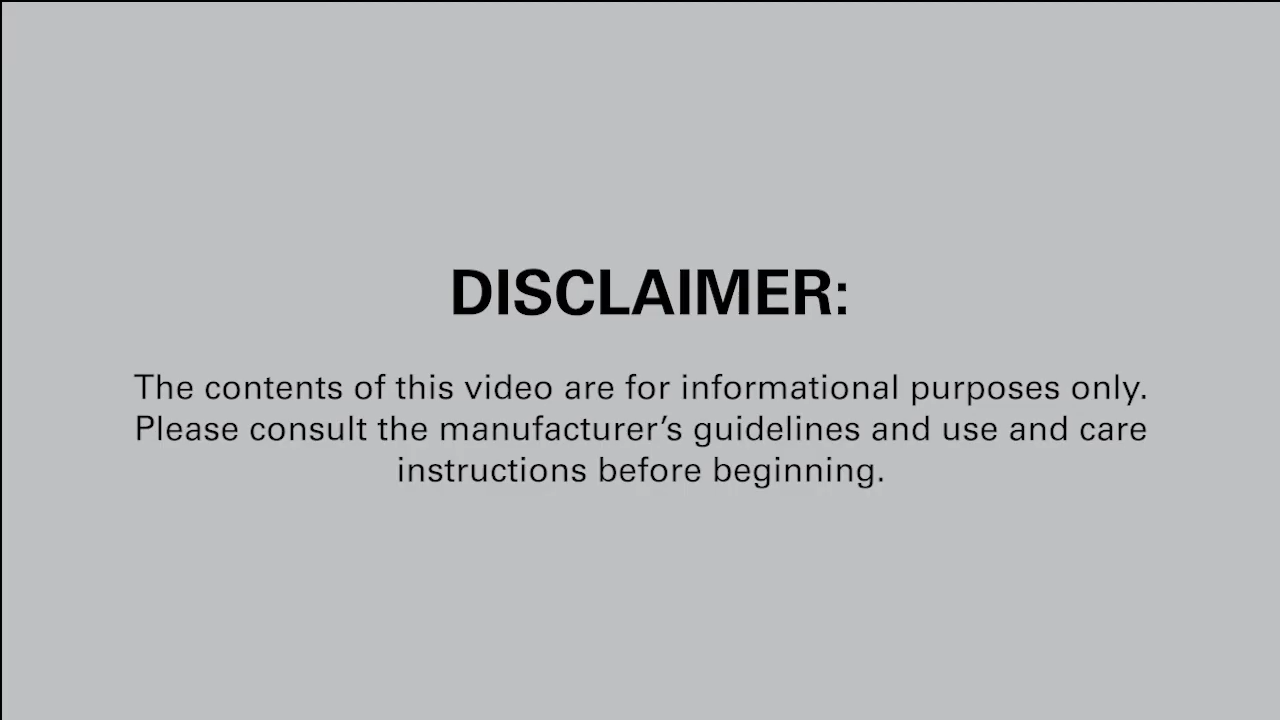 DISCLAIMER:
The contents of this video are for informational purposes only.
Please consult the manufacturer’s guidelines and use and care
instructions before beginning.